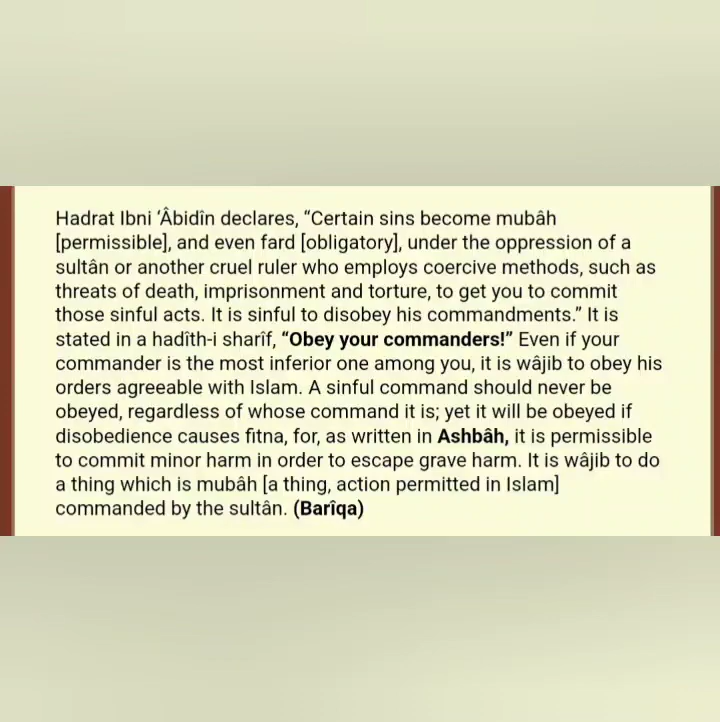 Hadrat Ibni ‘Âbidîn declares, “Certain sins become mubâh
[permissible], and even fard [obligatory], under the oppression of a
sultân or another cruel ruler who employs coercive methods, such as
threats of death, imprisonment and torture, to get you to commit
those sinful acts. It is sinful to disobey his commandments.” It is
stated in a hadîth-i sharîf, “Obey your commanders!” Even if your
commander is the most inferior one among you, it is wâjib to obey his
orders agreeable with Islam. A sinful command should never be
obeyed, regardless of whose command it is; yet it will be obeyed if
disobedience causes fitna, for, as written in Ashbâh, it is permissible
to commit minor harm in order to escape grave harm. It is wâjib to do
a thing which is mubâh [a thing, action permitted in Islam]
commanded by the sultân. (Barîqa)